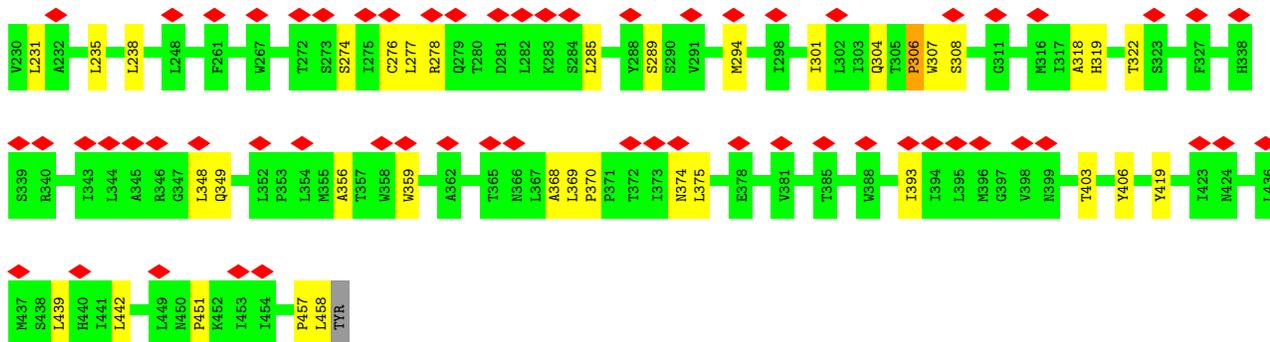 V230 L231 A232 L235 L238 L248 F261 W267 T272 S273 S274 I275 C276 L277 R278 Q279 T280 D281 L282 K283 S284 L285 Y288 S289 S290 V291 M294 I298 I301 L302 I303 Q304 T305 P306 W307 S308 G311 M316 I317 A318 H319 T322 S323 F327 H338
S339 R340 I343 L344 A345 R346 G347 L348 Q349 L352 P353 L354 M355 A356 T357 W358 W359 A362 T365 N366 L367 A368 L369 P370 P371 T372 I373 N374 L375 E378 V381 T385 W388 I393 I394 L395 M396 G397 V398 N399 T403 Y406 Y419 I423 N424 L436
M437 S438 L439 H440 I441 L442 L449 N450 P451 K452 I453 I454 P457 L458 TYR